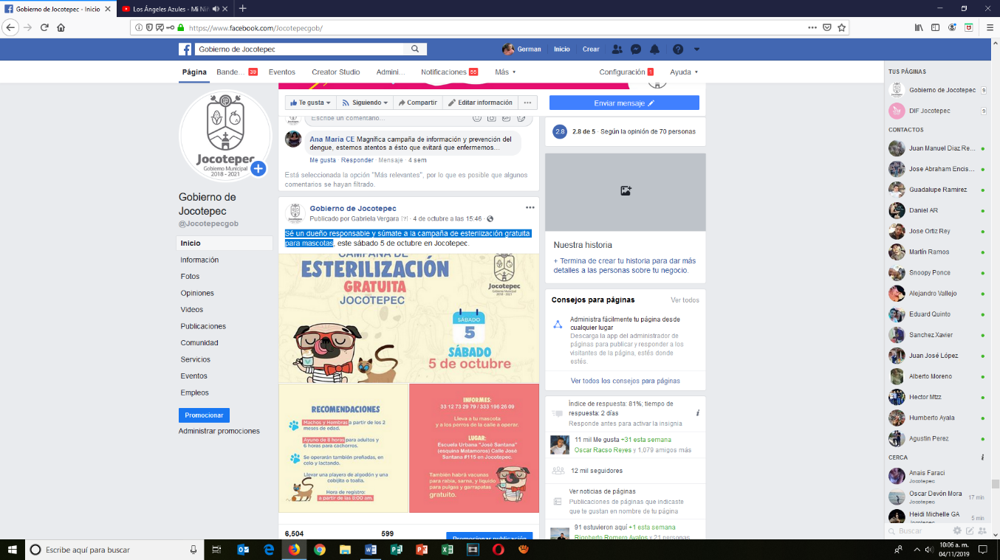 Gobierno de Jocotepec - Inicio
Los Ángeles Azules - Mi Niñ
https://www.facebook.com/Jocotepecgob/
Gobierno de Jocotepec
German
Inicio
Crear
Página
Bande... 39
Eventos
Creator Studio
Admini...
Notificaciones 55
Más
Configuración 1
Ayuda
Jocotepec
Gobierno Municipal
2018 - 2021
Gobierno de
Jocotepec
@Jocotepecgob
Inicio
Información
Fotos
Opiniones
Videos
Publicaciones
Comunidad
Servicios
Eventos
Empleos
Promocionar
Administrar promociones
Te gusta
Siguiendo
Compartir
Editar información
...
Escribe un comentario...
Ana Maria CE Magnífica campaña de información y prevención del
dengue, estemos atentos a ésto que evitará que enfermemos...
Me gusta · Responder · Mensaje · 4 sem
Está seleccionada la opción "Más relevantes", por lo que es posible que algunos
comentarios se hayan filtrado.
Gobierno de Jocotepec
Publicado por Gabriela Vergara [?] · 4 de octubre a las 15:46 ·
Sé un dueño responsable y súmate a la campaña de esterilización gratuita
para mascotas, este sábado 5 de octubre en Jocotepec.
CAMPAÑA DE
ESTERILIZACIÓN
GRATUITA
JOCOTEPEC
Jocotepec
Gobierno Municipal
2018 - 2021
SÁBADO
5
SÁBADO
5 de octubre
RECOMENDACIONES
Machos y Hembras a partir de los 2
meses de edad.
Ayuno de 8 horas para adultos y
6 horas para cachorros.
Se operarán también preñadas, en
celo y lactando.
Llevar una playera de algodón y una
cobijita o toalla.
Hora de registro:
a partir de las 8:00 am.
INFORMES:
33 12 73 29 79 / 333 196 26 09
Lleva a tu mascota
y a los perros de la calle a operar.
LUGAR:
Escuela Urbana "José Santana"
(esquina Matamoros) Calle José
Santana #115 en Jocotepec.
También habrá vacunas
para rabia, sarna, y líquido
para pulgas y garrapatas
gratuito.
6,504
599
Promocionar publicación
Enviar mensaje
2.8
2.8 de 5 · Según la opinión de 70 personas
Nuestra historia
+ Termina de crear tu historia para dar más
detalles a las personas sobre tu negocio.
Consejos para páginas
Ver todos
Administra fácilmente tu página desde
cualquier lugar
Descarga la app del administrador de
páginas para publicar y responder a los
visitantes de la página, estés donde
estés.
Ver todos los consejos para páginas
Índice de respuesta: 81%; tiempo de
respuesta: 2 días
Responde antes para activar la insignia
11 mil Me gusta +31 esta semana
Oscar Racso Reyes y 1,079 amigos más
12 mil seguidores
Ver noticias de páginas
Publicaciones de páginas que indicaste
que te gustan en nombre de tu página
91 estuvieron aquí +1 esta semana
Rigoberto Romero Avalos y 21 personas
TUS PÁGINAS
Gobierno de Jocotepec 9
DIF Jocotepec 9
CONTACTOS
Juan Manuel Diaz Re...
Jose Abraham Encis...
Guadalupe Ramirez
Daniel AR
Jose Ortiz Rey
Martín Ramos
Snoopy Ponce
Alejandro Vallejo
Eduard Quinto
Sanchez Xavier
Juan José López
Alberto Moreno
Hector Mtzz
Humberto Ayala
Agustin Perez
CERCA
Anais Faraci
Jocotepec
Oscar Devón Mora
Jocotepec
17 min
Heidi Michelle GA
Jocotepec
5 min
Buscar
Escribe aquí para buscar
10:06 a. m.
04/11/2019